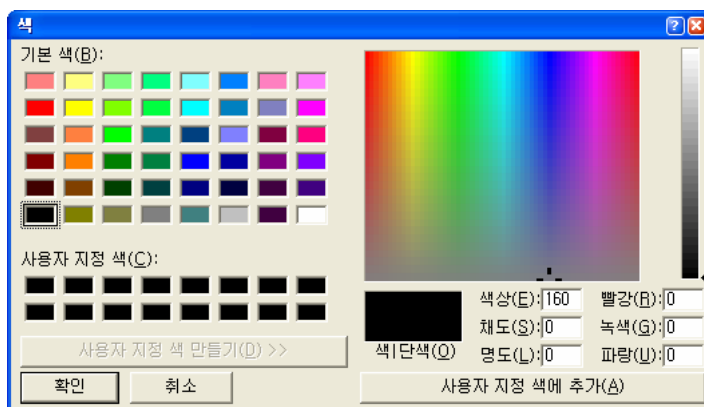 색
기본 색(B):
사용자 지정 색(C):
사용자 지정 색 만들기(D) >>
확인 취소
색상(E): 160 빨강(R): 0
채도(S): 0 녹색(G): 0
색|단색(O) 명도(L): 0 파랑(U): 0
사용자 지정 색에 추가(A)